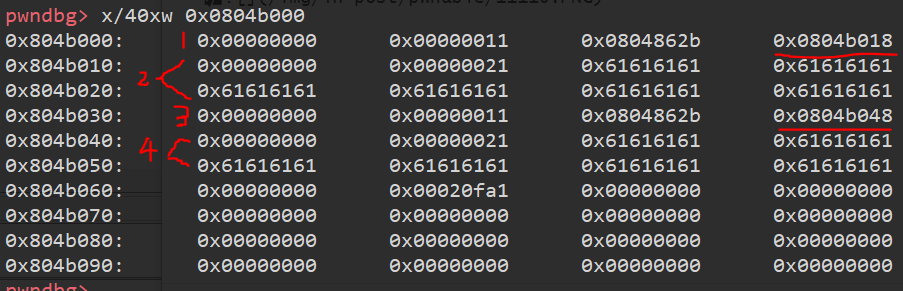 pwndbg> x/40xw 0x0804b000
0x804b000: 1 0x00000000 0x00000011 0x0804862b 0x0804b018
0x804b010: 0x00000000 0x00000021 0x61616161 0x61616161
2
0x804b020: 0x61616161 0x61616161 0x61616161 0x61616161
0x804b030: 3 0x00000000 0x00000011 0x0804862b 0x0804b048
0x804b040: 0x00000000 0x00000021 0x61616161 0x61616161
4
0x804b050: 0x61616161 0x61616161 0x61616161 0x61616161
0x804b060: 0x00000000 0x00020fa1 0x00000000 0x00000000
0x804b070: 0x00000000 0x00000000 0x00000000 0x00000000
0x804b080: 0x00000000 0x00000000 0x00000000 0x00000000
0x804b090: 0x00000000 0x00000000 0x00000000 0x00000000
pwndbg>